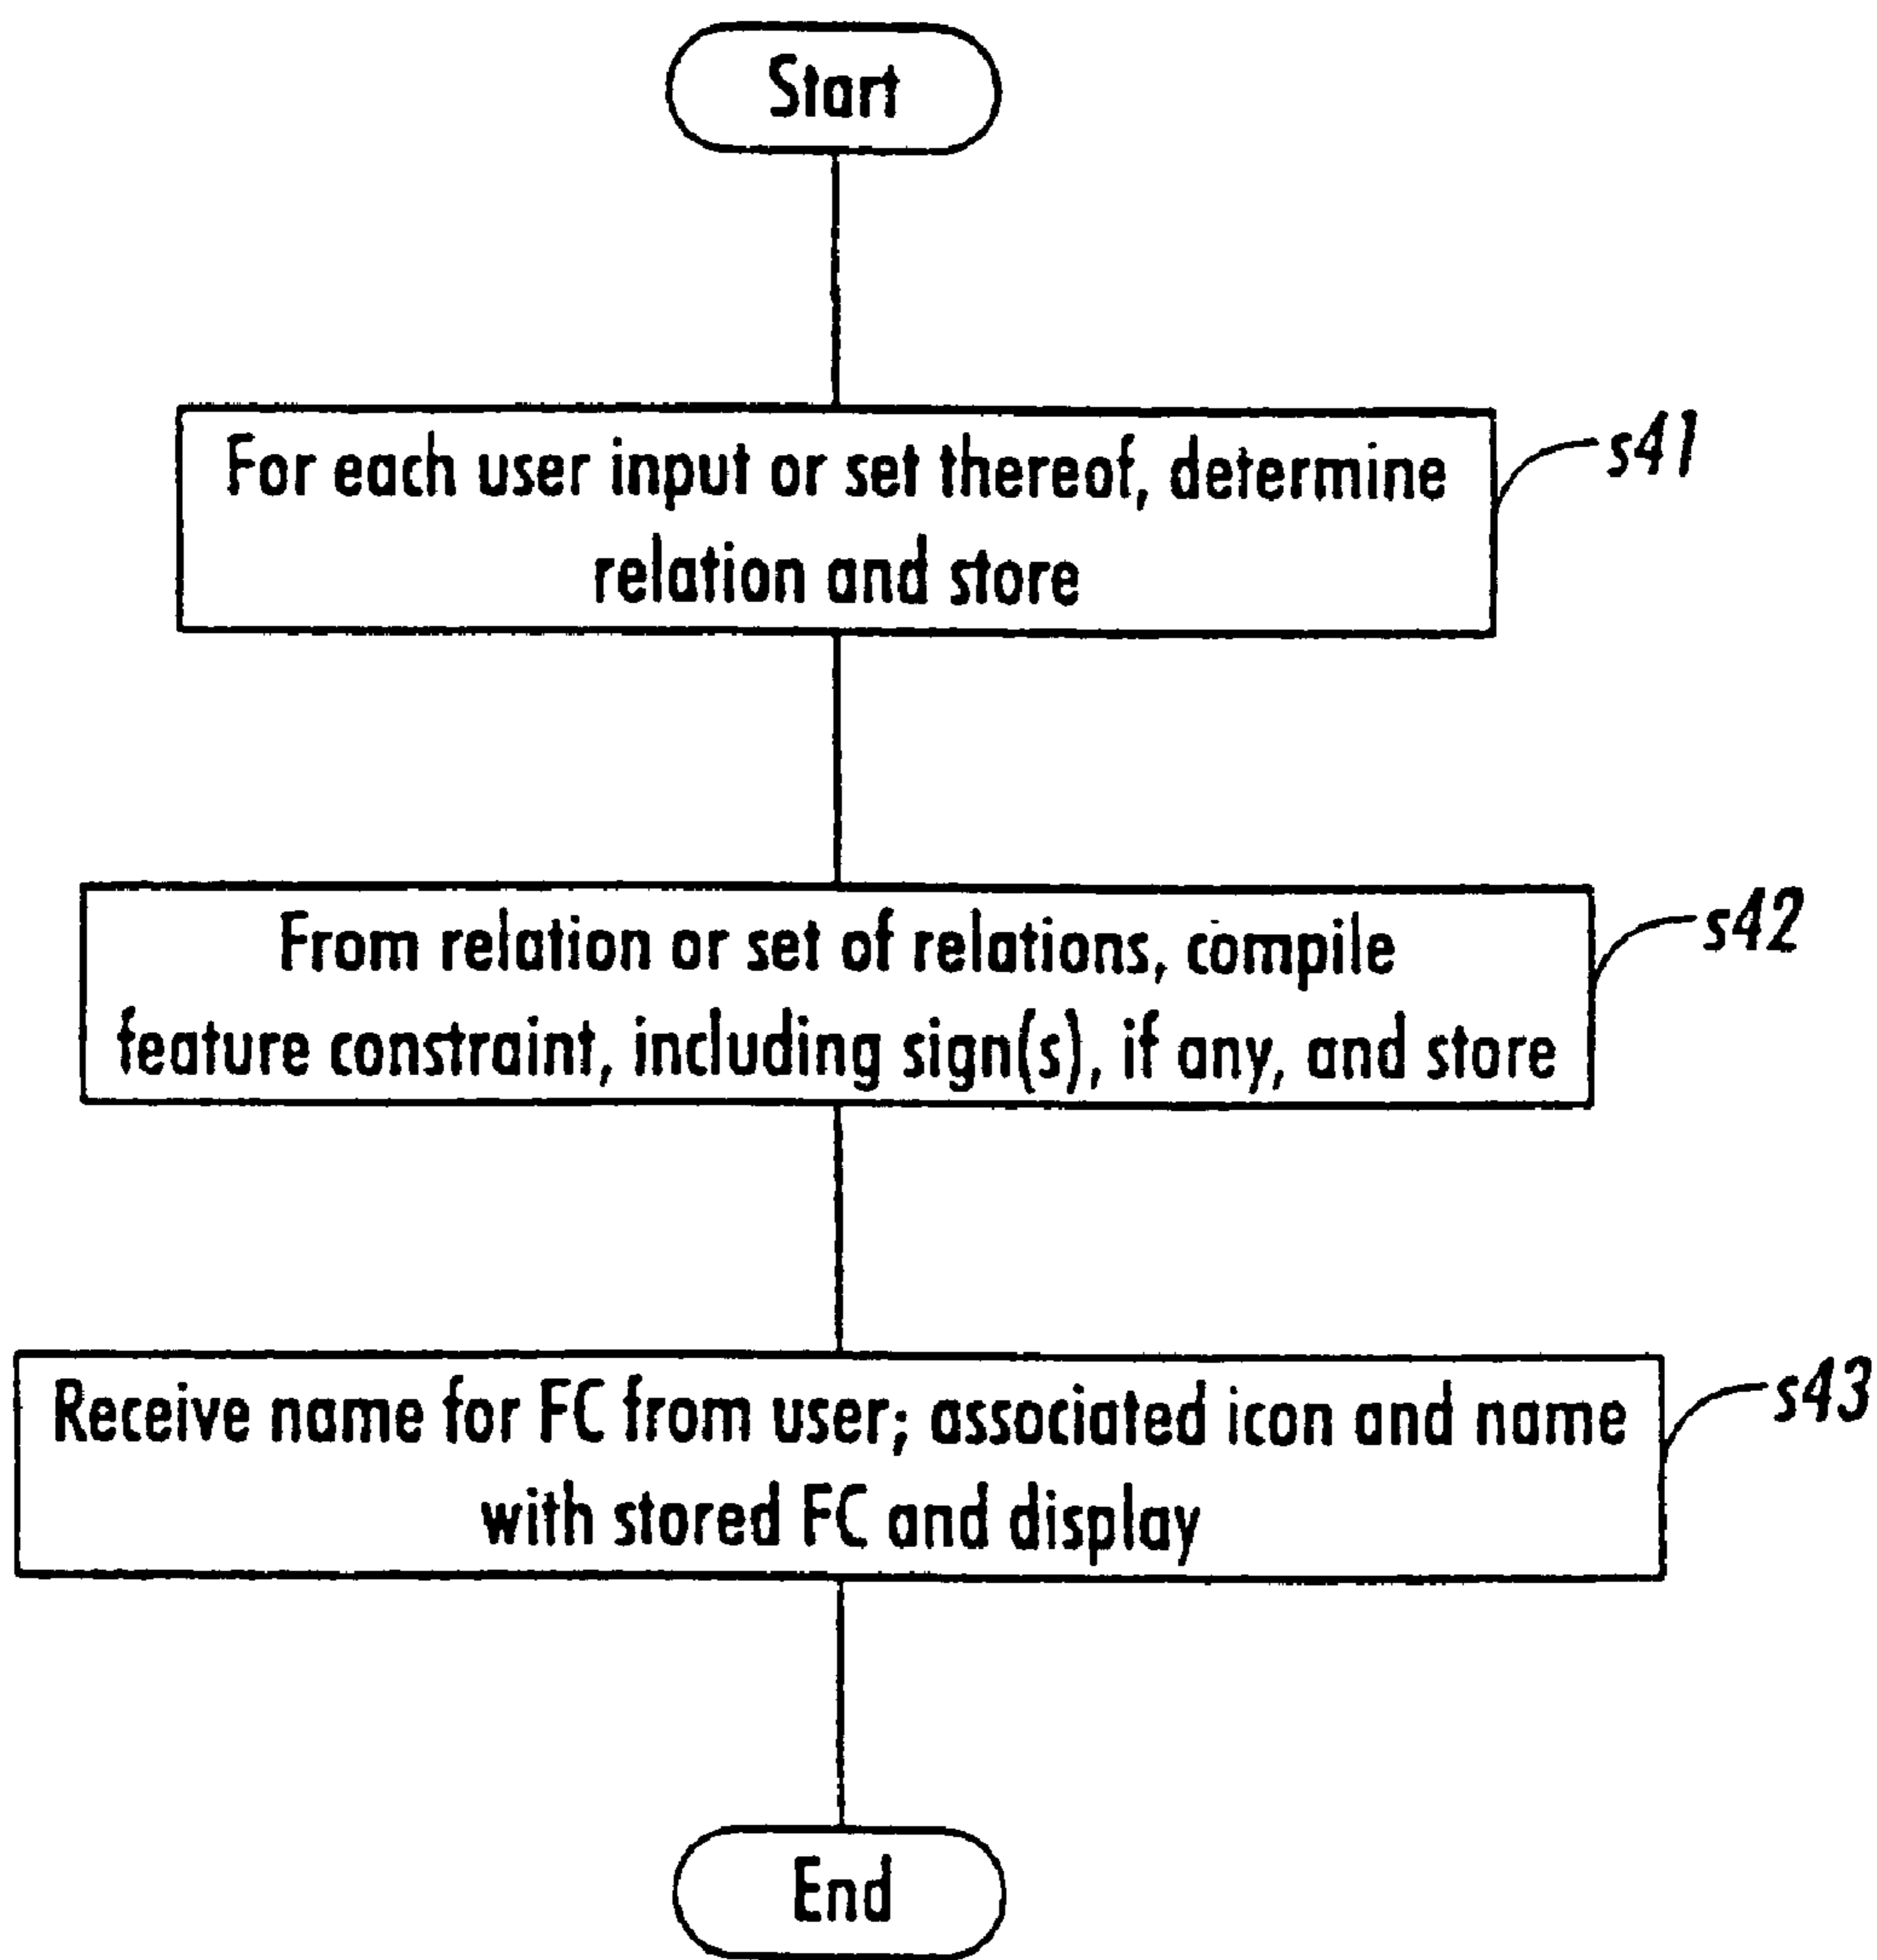 Start
For each user input or set thereof, determine
relation and store
s41
From relation or set of relations, compile
feature constraint, including sign(s), if any, and store
s42
Receive name for FC from user; associated icon and name
with stored FC and display
s43
End